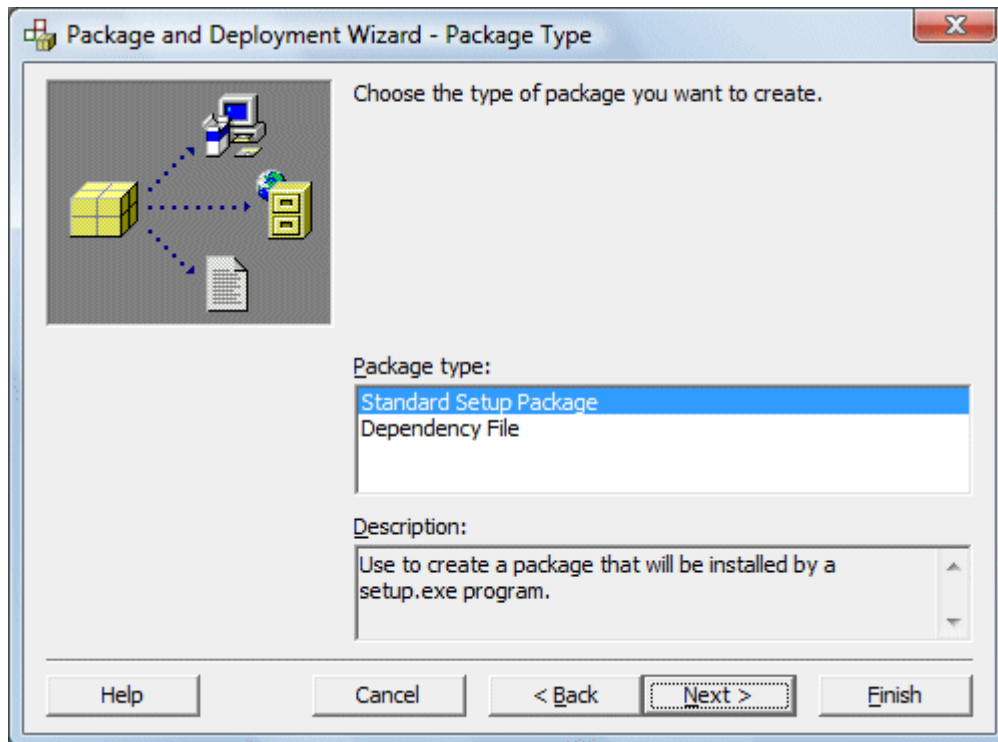 Package and Deployment Wizard - Package Type
Choose the type of package you want to create.
Package type:
Standard Setup Package
Dependency File
Description:
Use to create a package that will be installed by a
setup.exe program.
Help
Cancel
< Back
Next >
Finish